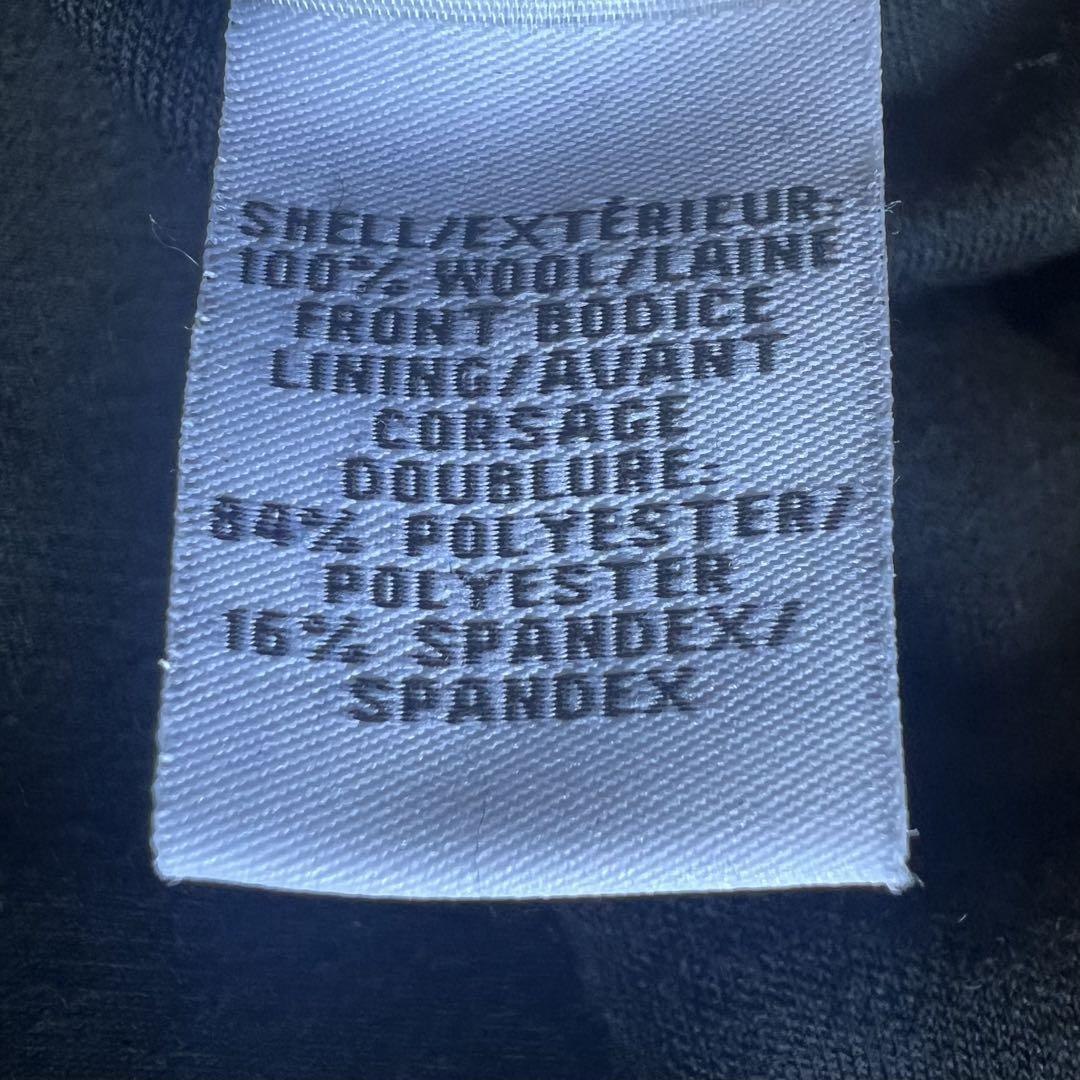 SHELL/EXTÉRIEUR:
100% WOOL/LAINE
FRONT BODICE
LINING/AVANT
CORSAGE
DOUBLURE:
84% POLYESTER/
POLYESTER
16% SPANDEX/
SPANDEX